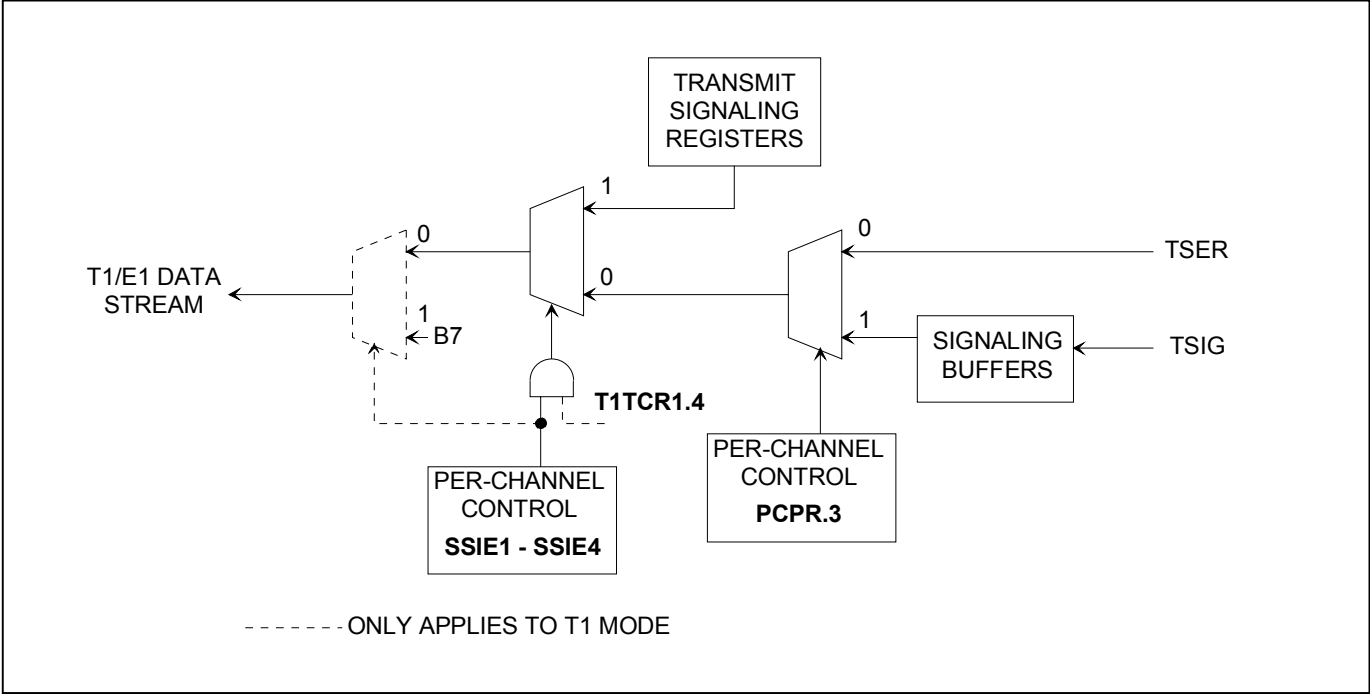 TRANSMIT
SIGNALING
REGISTERS
1
0
0
TSER
T1/E1 DATA
STREAM
0
1
B7
1
SIGNALING
BUFFERS
TSIG
T1TCR1.4
PER-CHANNEL
CONTROL
PCPR.3
PER-CHANNEL
CONTROL
SSIE1 - SSIE4
ONLY APPLIES TO T1 MODE